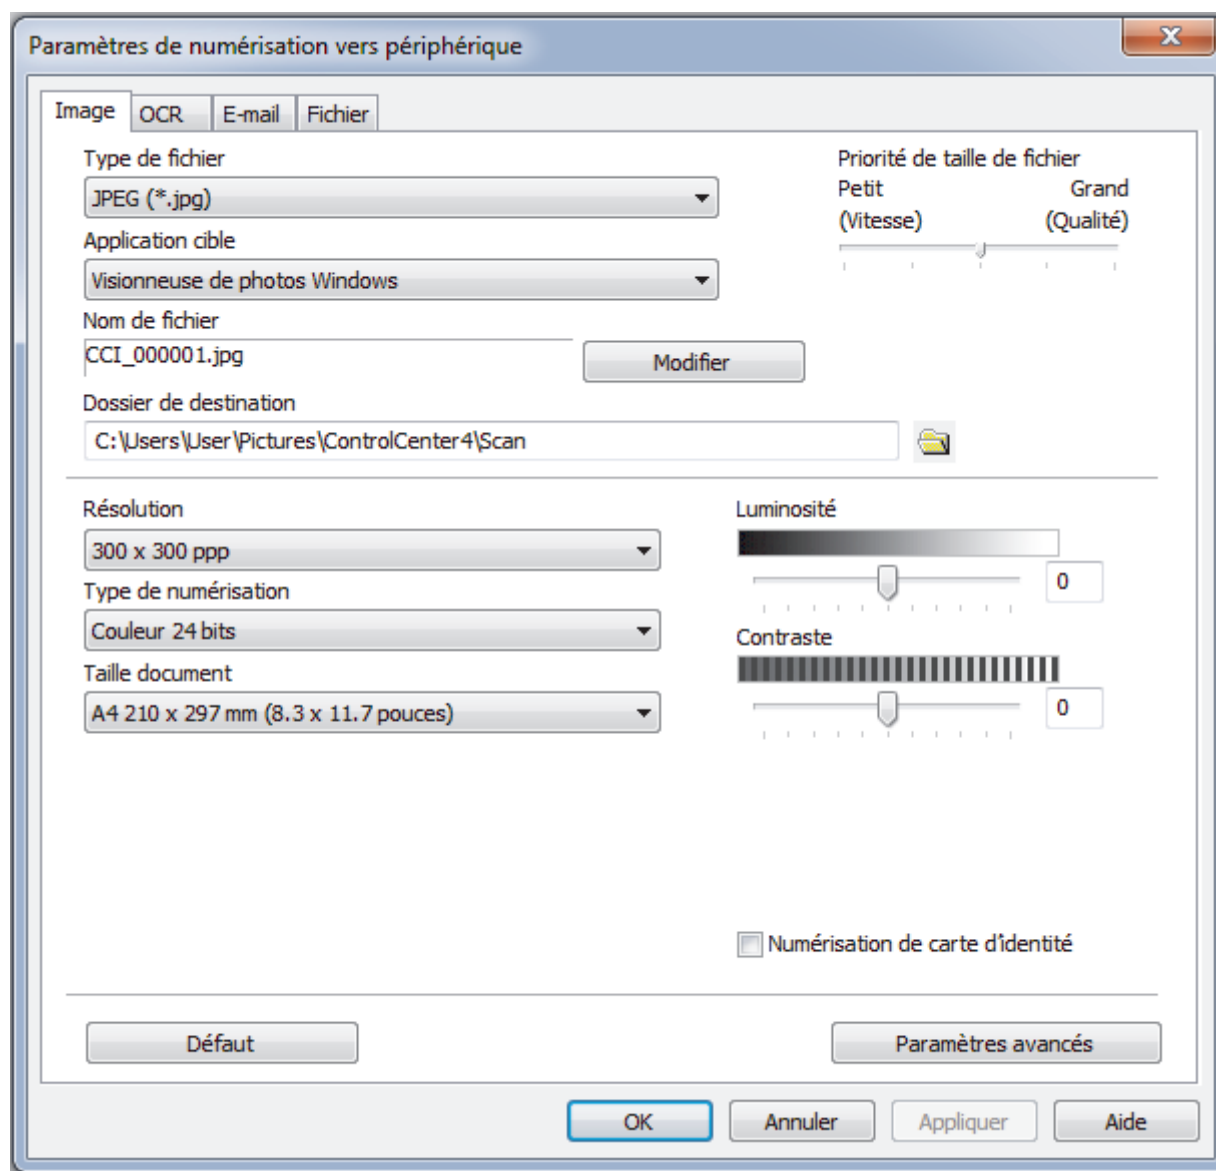 Paramètres de numérisation vers périphérique
Image
OCR
E-mail
Fichier
Type de fichier
JPEG (*.jpg)
Application cible
Visionneuse de photos Windows
Nom de fichier
CCI_000001.jpg
Modifier
Dossier de destination
C:\Users\User\Pictures\ControlCenter4\Scan
Priorité de taille de fichier
Petit Grand
(Vitesse) (Qualité)
Résolution
300 x 300 ppp
Type de numérisation
Couleur 24 bits
Taille document
A4 210 x 297 mm (8.3 x 11.7 pouces)
Luminosité
0
Contraste
0
Numérisation de carte d'identité
Défaut
Paramètres avancés
OK
Annuler
Appliquer
Aide